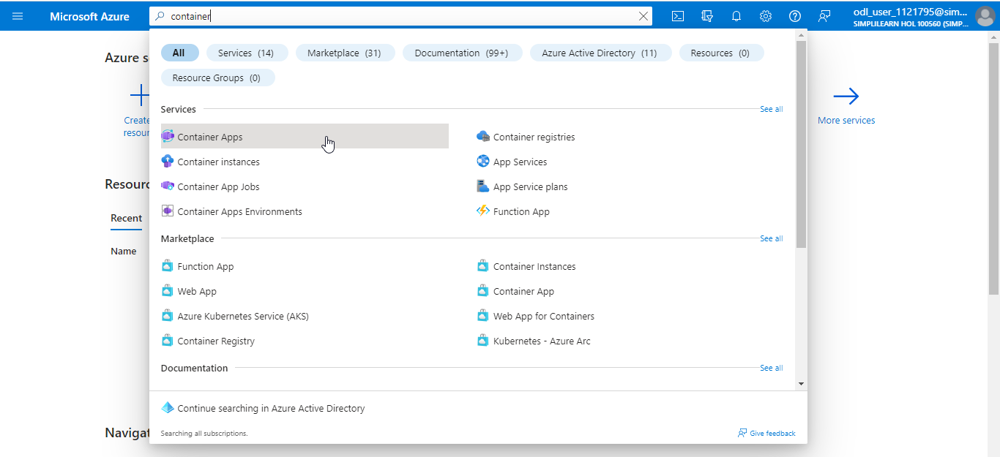 Microsoft Azure
container
odl_user_1121795@sim...
SIMPLILEARN HOL 100560 (SIMP...
Azure s
All
Services (14)
Marketplace (31)
Documentation (99+)
Azure Active Directory (11)
Resources (0)
Resource Groups (0)
Create
resour
More services
Services
See all
Container Apps
Container registries
Container instances
App Services
Container App Jobs
App Service plans
Container Apps Environments
Function App
Resourc
Recent
Name
Marketplace
See all
Function App
Container Instances
Web App
Container App
Azure Kubernetes Service (AKS)
Web App for Containers
Container Registry
Kubernetes - Azure Arc
Documentation
See all
Continue searching in Azure Active Directory
Searching all subscriptions.
Give feedback
Navigat